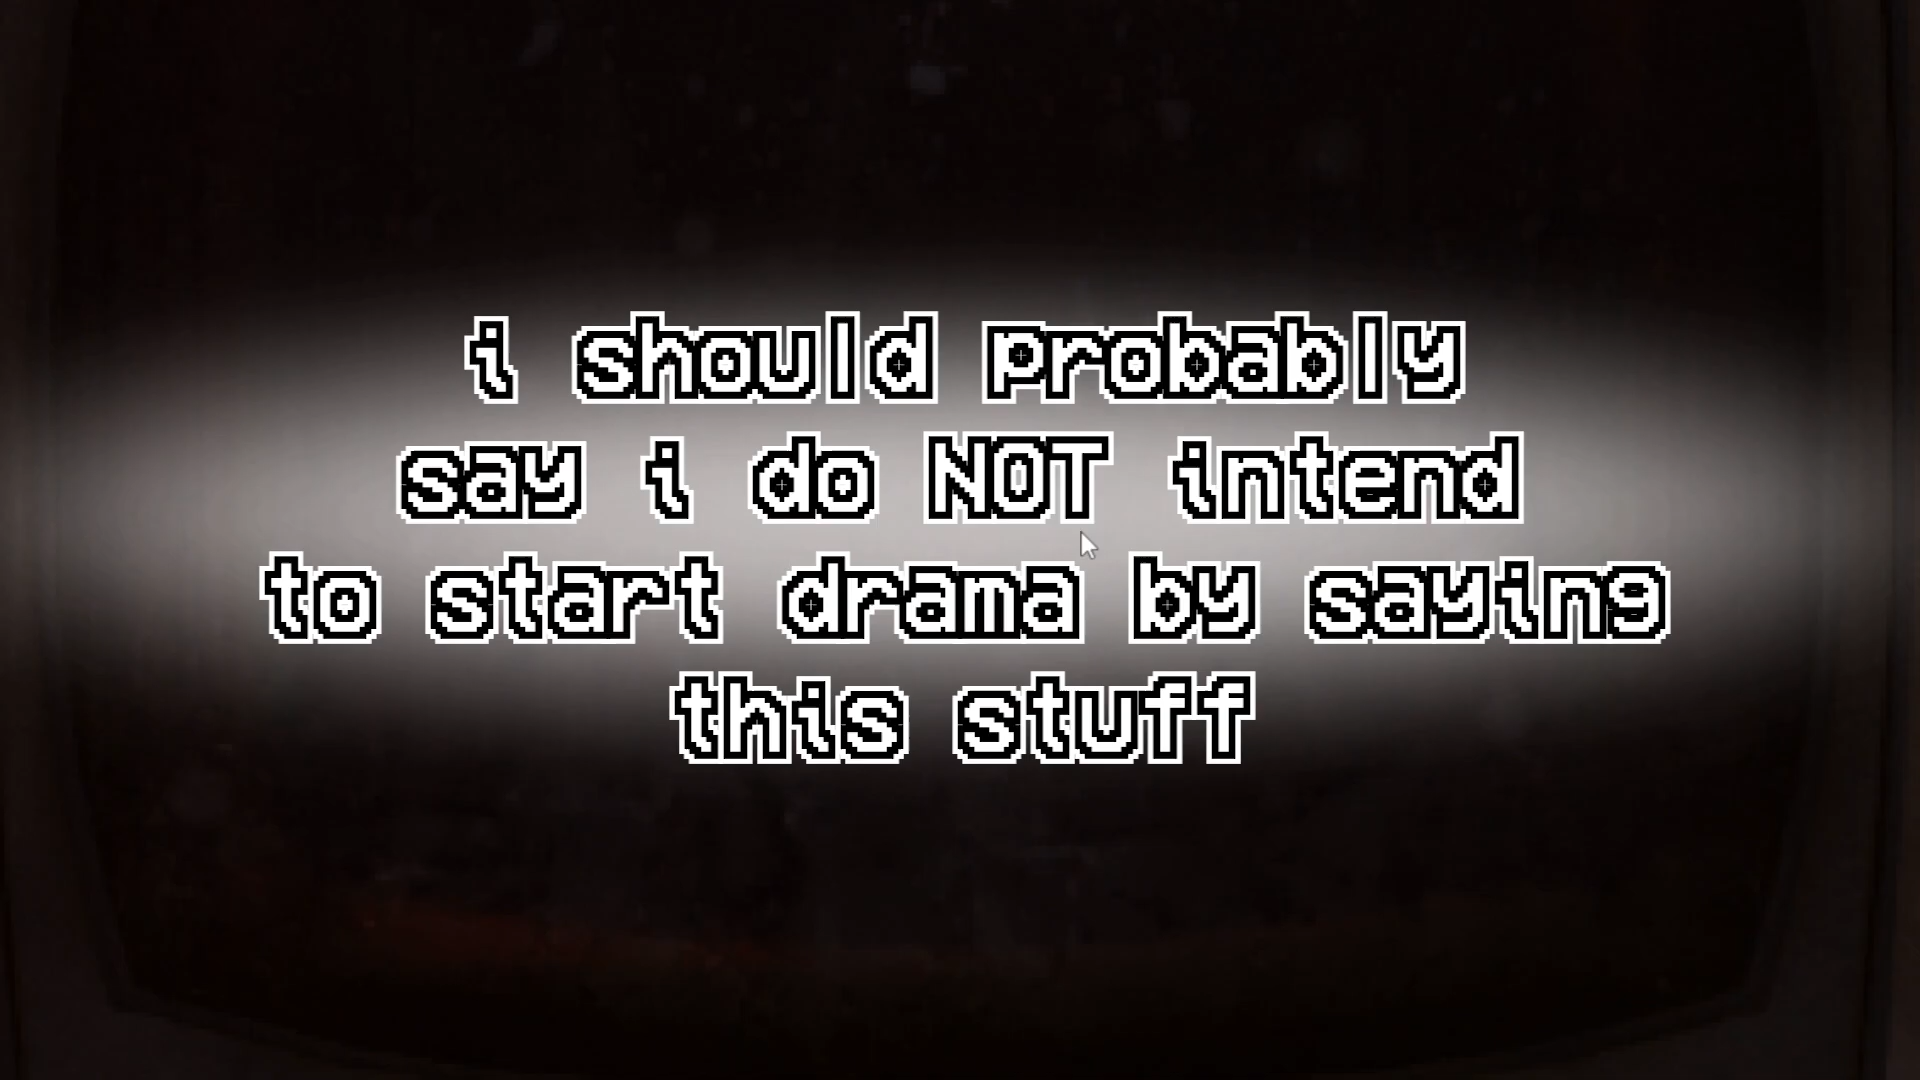 i should probably
say i do NOT intend
to start drama by saying
this stuff